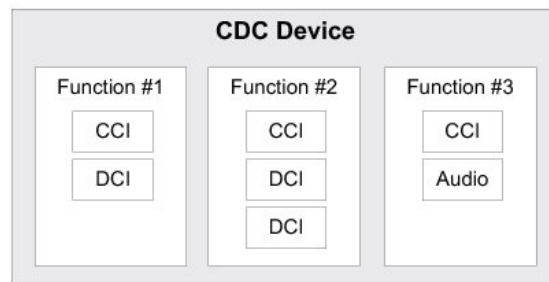 CDC Device
Function #1
CCI
DCI
Function #2
CCI
DCI
DCI
Function #3
CCI
Audio